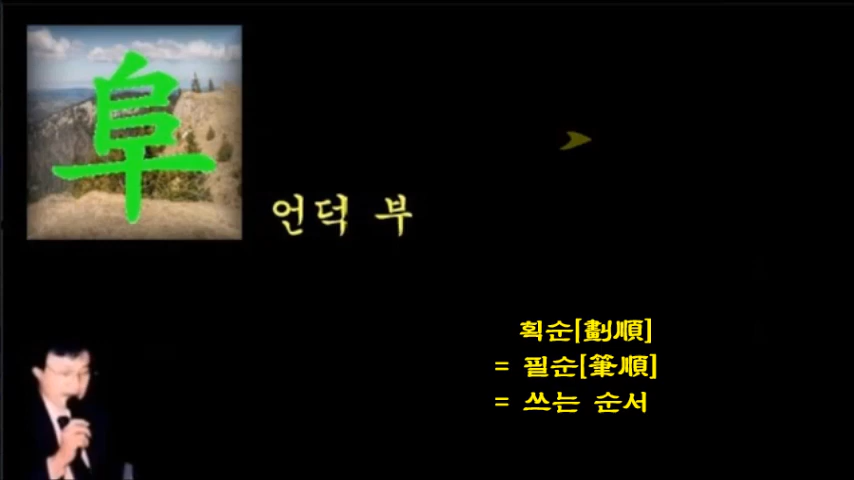 阜
언덕 부
획순[劃順]
= 필순[筆順]
= 쓰는 순서